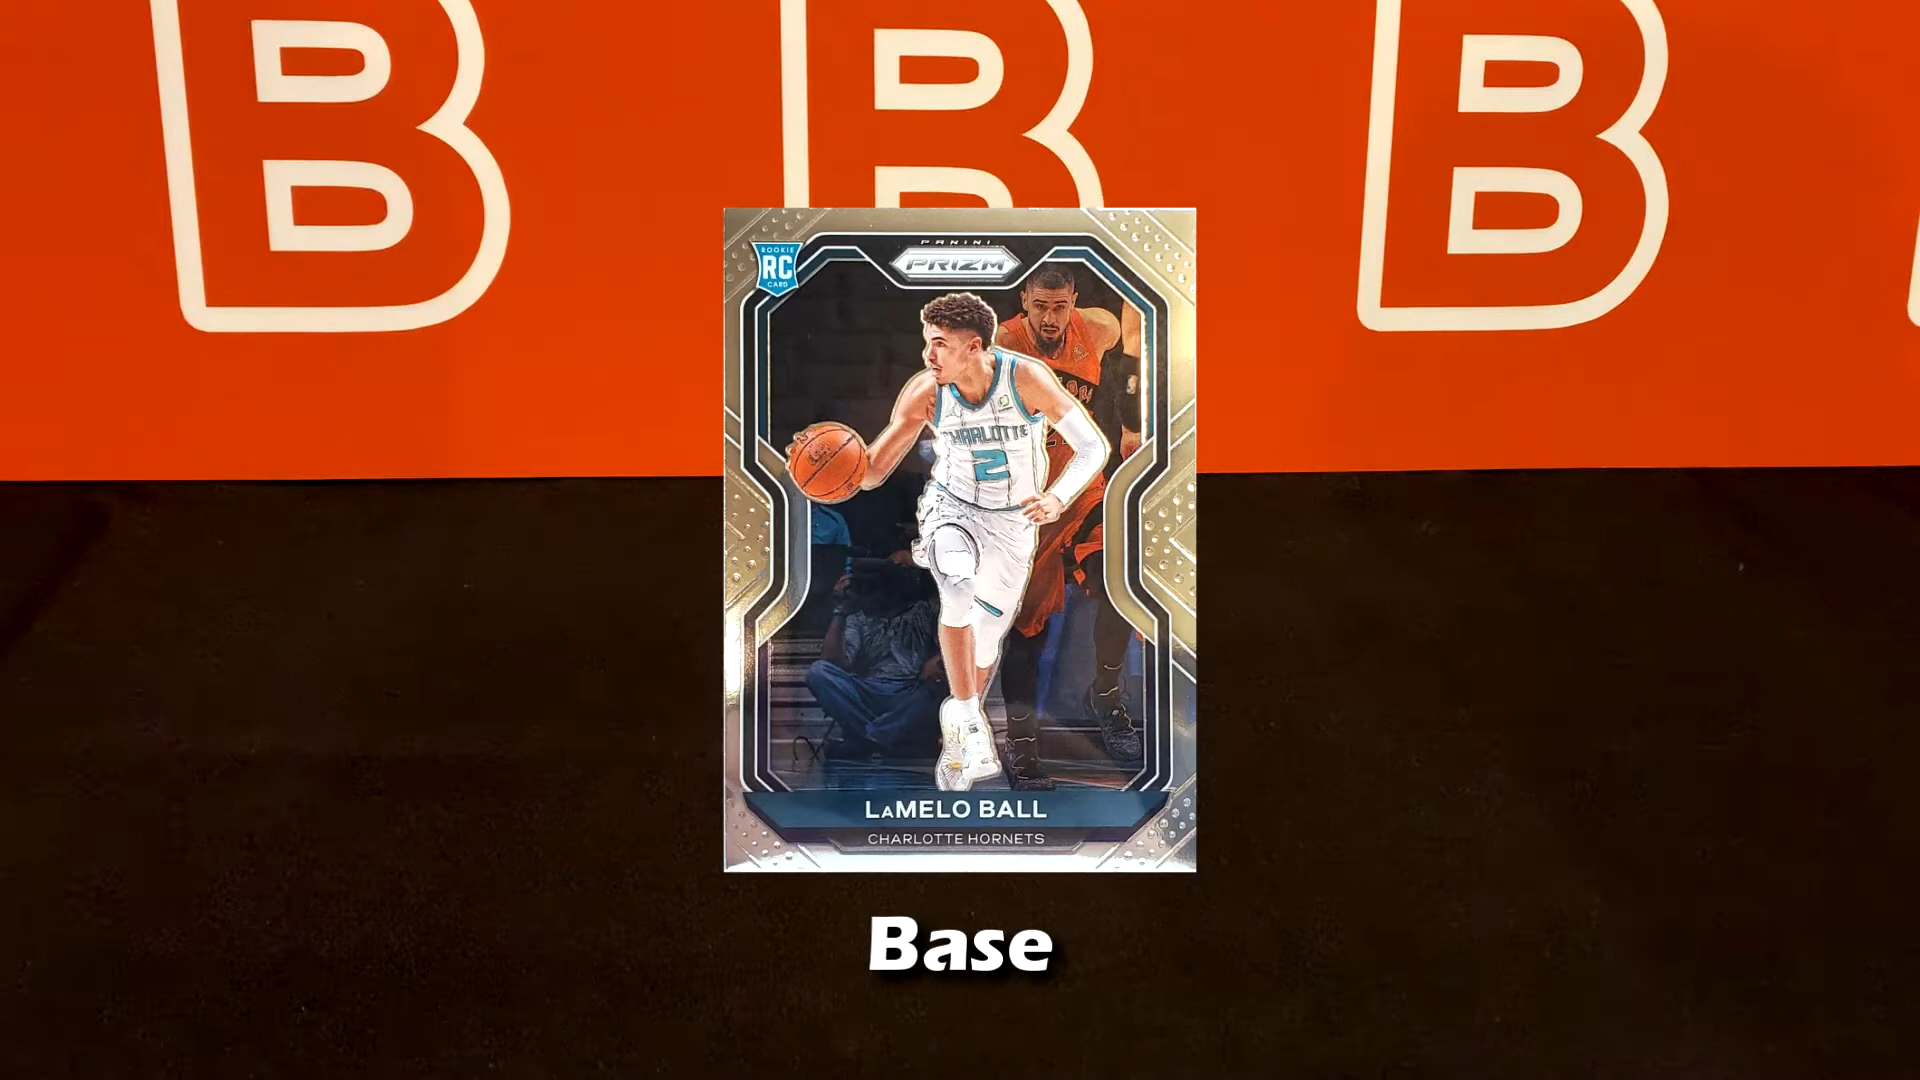 B B B
PANINI
PRIZM
ROOKIE
RC
CARD
CHARLOTTE
2
LaMELO BALL
CHARLOTTE HORNETS
Base